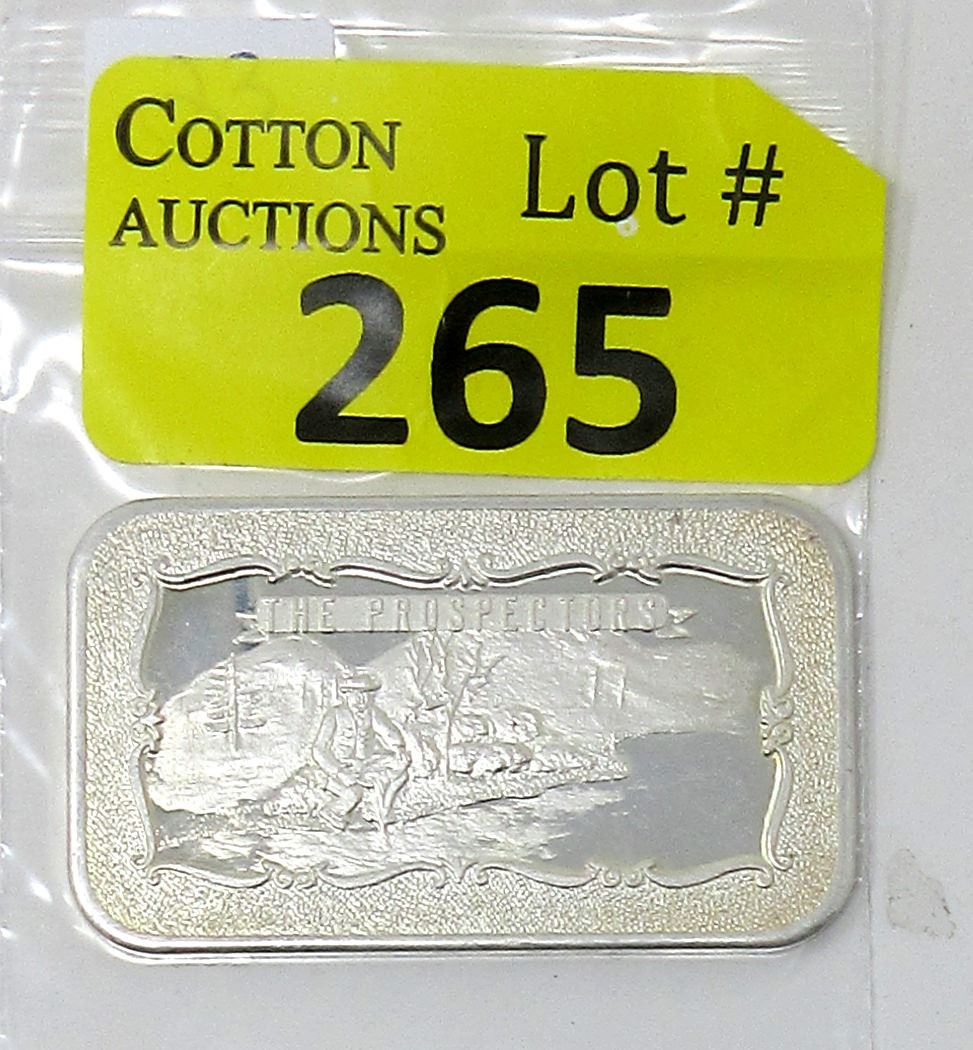 COTTON
AUCTIONS
Lot #
265
THE PROSPECTORS